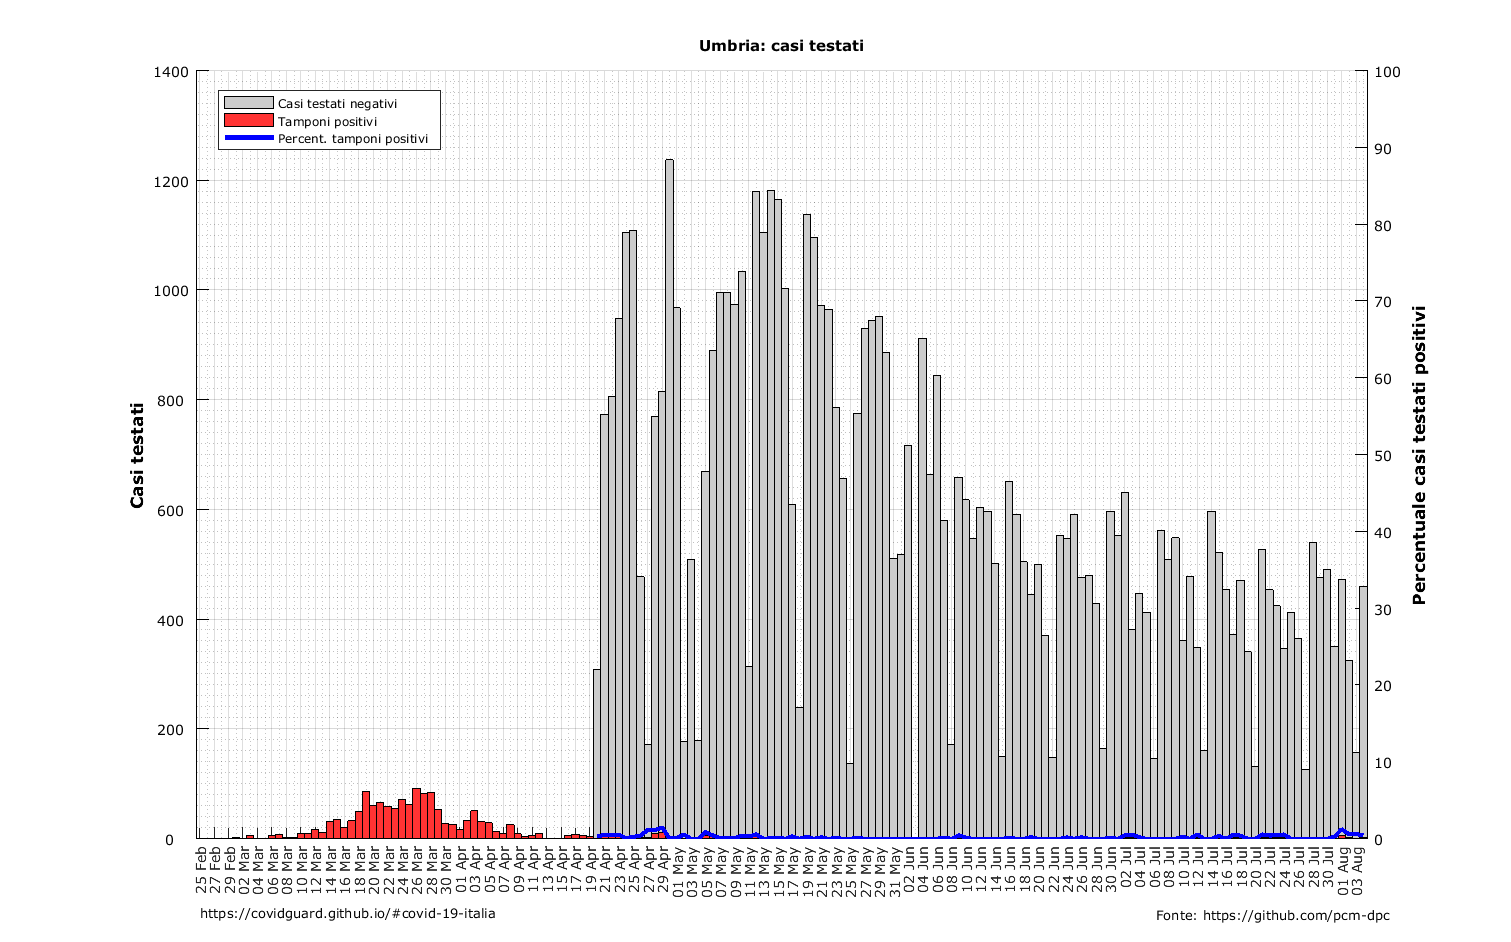 Umbria: casi testati
Casi testati negativi
Tamponi positivi
Percent. tamponi positivi
Casi testati
1400
1200
1000
800
600
400
200
0
100
90
80
70
60
50
40
30
20
10
0
Percentuale casi testati positivi
25 Feb
27 Feb
29 Feb
02 Mar
04 Mar
06 Mar
08 Mar
10 Mar
12 Mar
14 Mar
16 Mar
18 Mar
20 Mar
22 Mar
24 Mar
26 Mar
28 Mar
30 Mar
01 Apr
03 Apr
05 Apr
07 Apr
09 Apr
11 Apr
13 Apr
15 Apr
17 Apr
19 Apr
21 Apr
23 Apr
25 Apr
27 Apr
29 Apr
01 May
03 May
05 May
07 May
09 May
11 May
13 May
15 May
17 May
19 May
21 May
23 May
25 May
27 May
29 May
31 May
02 Jun
04 Jun
06 Jun
08 Jun
10 Jun
12 Jun
14 Jun
16 Jun
18 Jun
20 Jun
22 Jun
24 Jun
26 Jun
28 Jun
30 Jun
02 Jul
04 Jul
06 Jul
08 Jul
10 Jul
12 Jul
14 Jul
16 Jul
18 Jul
20 Jul
22 Jul
24 Jul
26 Jul
28 Jul
30 Jul
01 Aug
03 Aug
https://covidguard.github.io/#covid-19-italia
Fonte: https://github.com/pcm-dpc